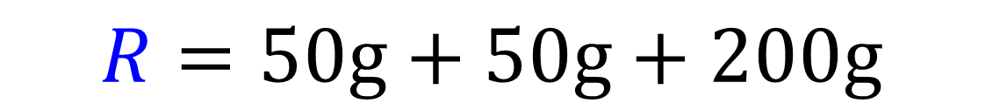 R = 50g + 50g + 200g